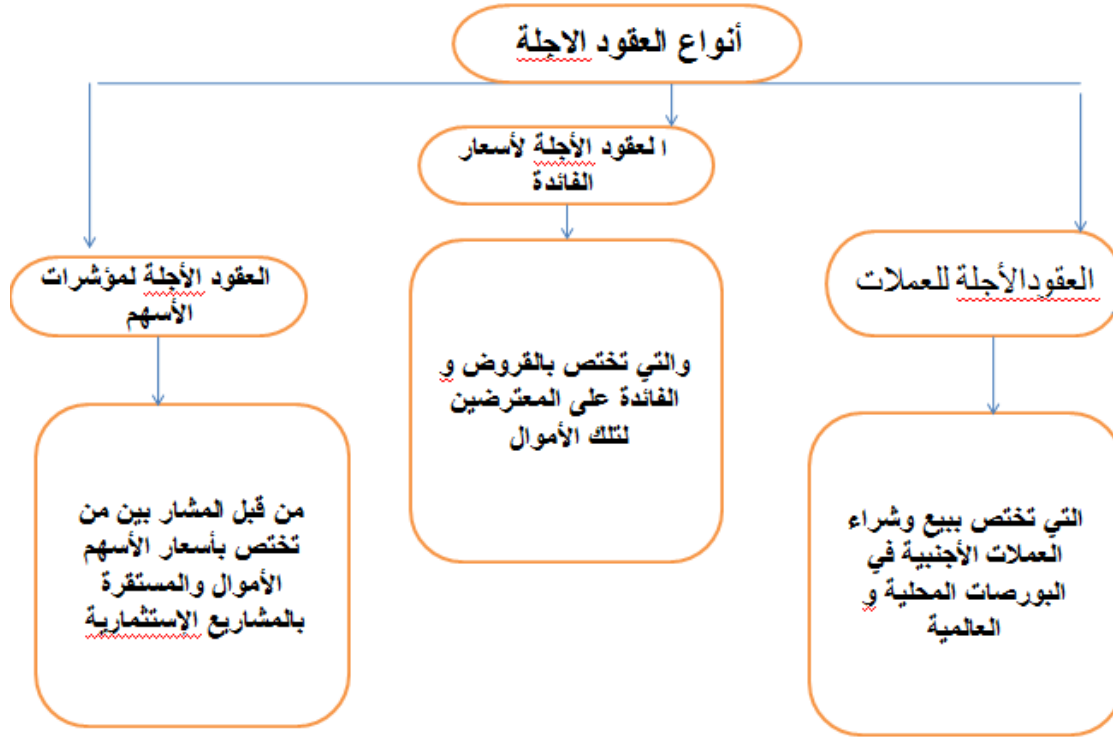 أنواع العقود الاجلة
ا لعقود الأجلة لأسعار
الفائدة
العقودالأجلة للعملات
العقود الأجلة لمؤشرات
الأسهم
والتي تختص بالقروض و
الفائدة على المعترضين
لتلك الأموال
التي تختص ببيع وشراء
العملات الأجنبية في
البورصات المحلية و
العالمية
من قبل المشار بين من
تختص بأسعار الأسهم
الأموال والمستقرة
بالمشاريع الإستثمارية